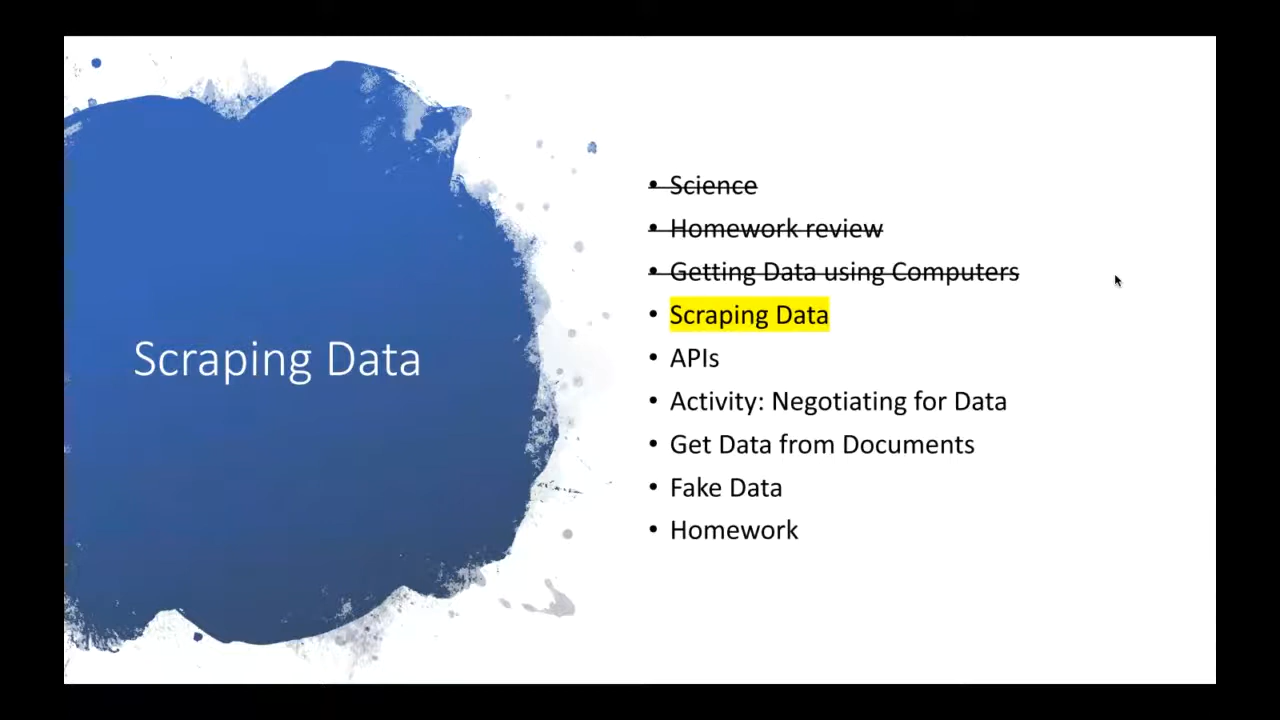 Scraping Data
• Science
• Homework review
• Getting Data using Computers
• Scraping Data
• APIs
• Activity: Negotiating for Data
• Get Data from Documents
• Fake Data
• Homework